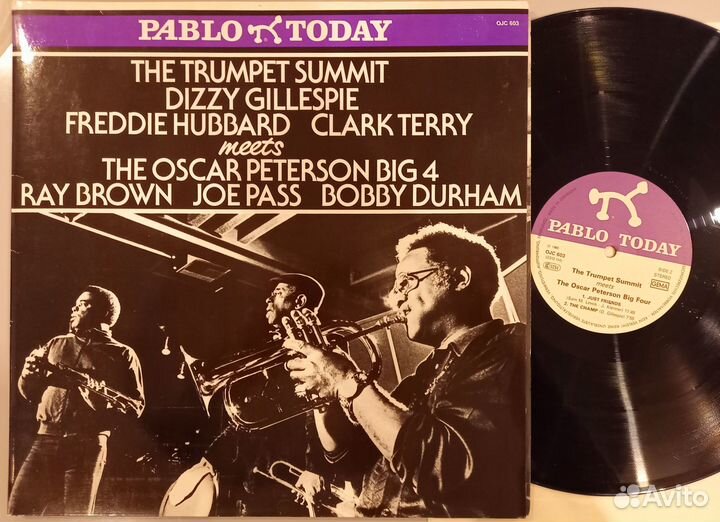 PABLO TODAY
OJC 603
THE TRUMPET SUMMIT
DIZZY GILLESPIE
FREDDIE HUBBARD CLARK TERRY
meets
THE OSCAR PETERSON BIG 4
RAY BROWN JOE PASS BOBBY DURHAM
PABLO TODAY
OJC 603
SIDE 2
STEREO
GEMA
The Trumpet Summit
meets
The Oscar Peterson Big Four
1. JUST FRIENDS
2. THE CHAMP (D. Gillespie)
Avito